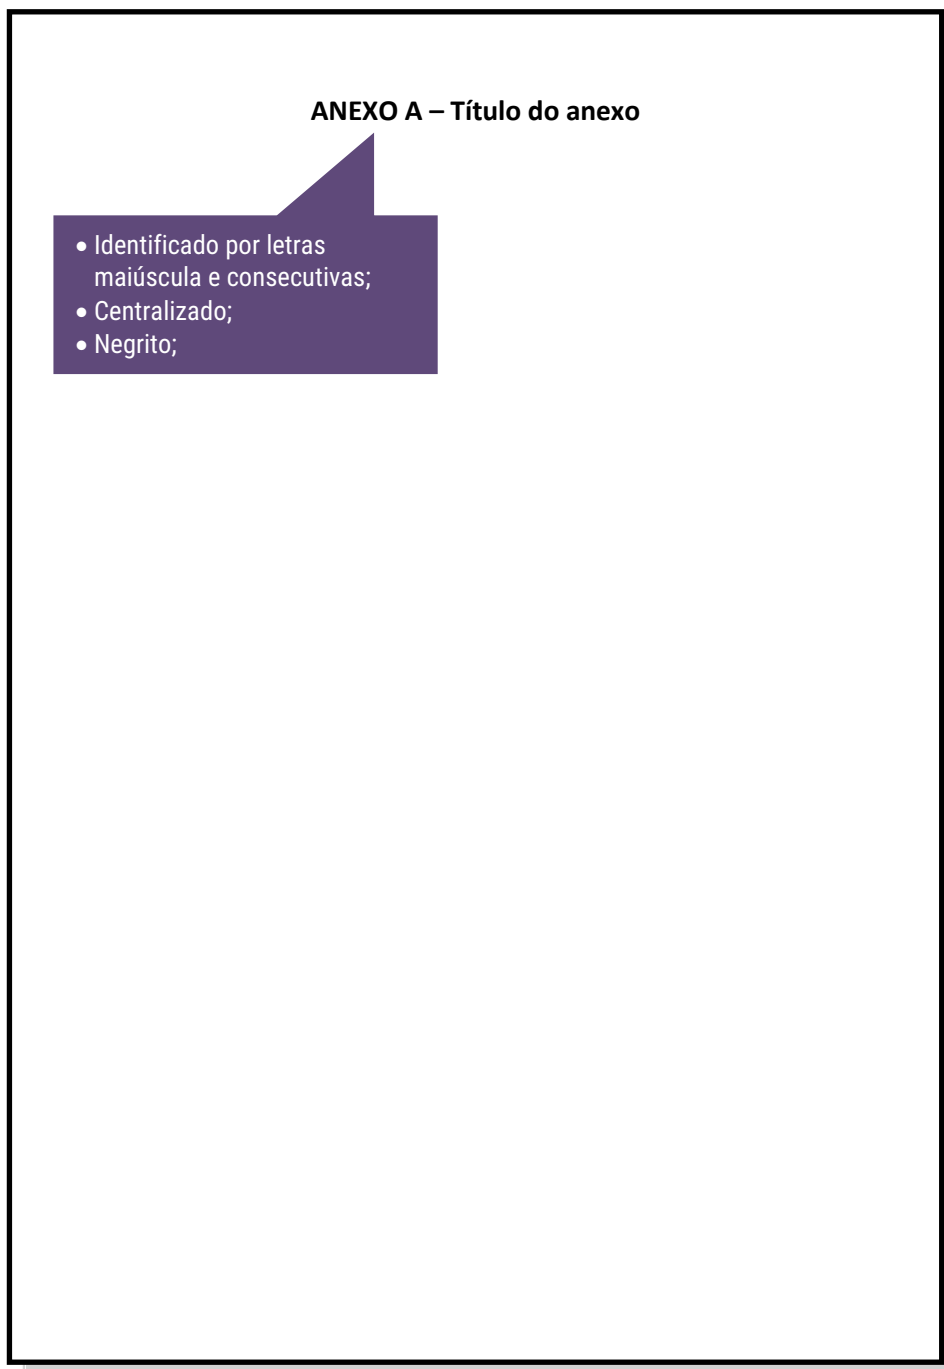 ANEXO A – Título do anexo
• Identificado por letras
maiúscula e consecutivas;
• Centralizado;
• Negrito;